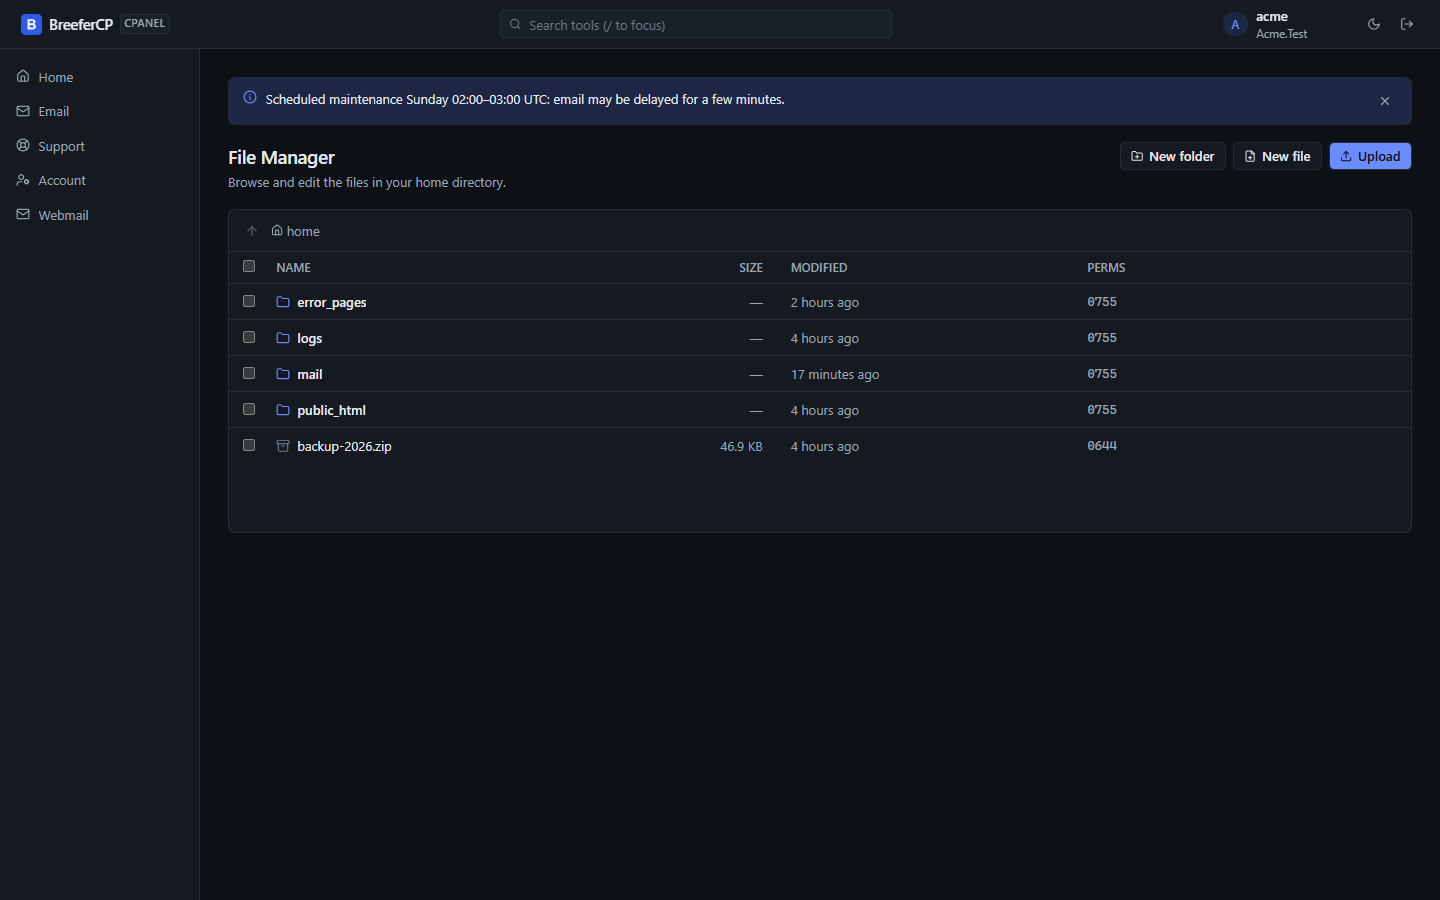 B BreeferCP CPANEL
Search tools (/ to focus)
A acme
Acme.Test
Home
Email
Support
Account
Webmail
Scheduled maintenance Sunday 02:00–03:00 UTC: email may be delayed for a few minutes.
File Manager
Browse and edit the files in your home directory.
New folder New file Upload
home
NAME SIZE MODIFIED PERMS
error_pages — 2 hours ago 0755
logs — 4 hours ago 0755
mail — 17 minutes ago 0755
public_html — 4 hours ago 0755
backup-2026.zip 46.9 KB 4 hours ago 0644